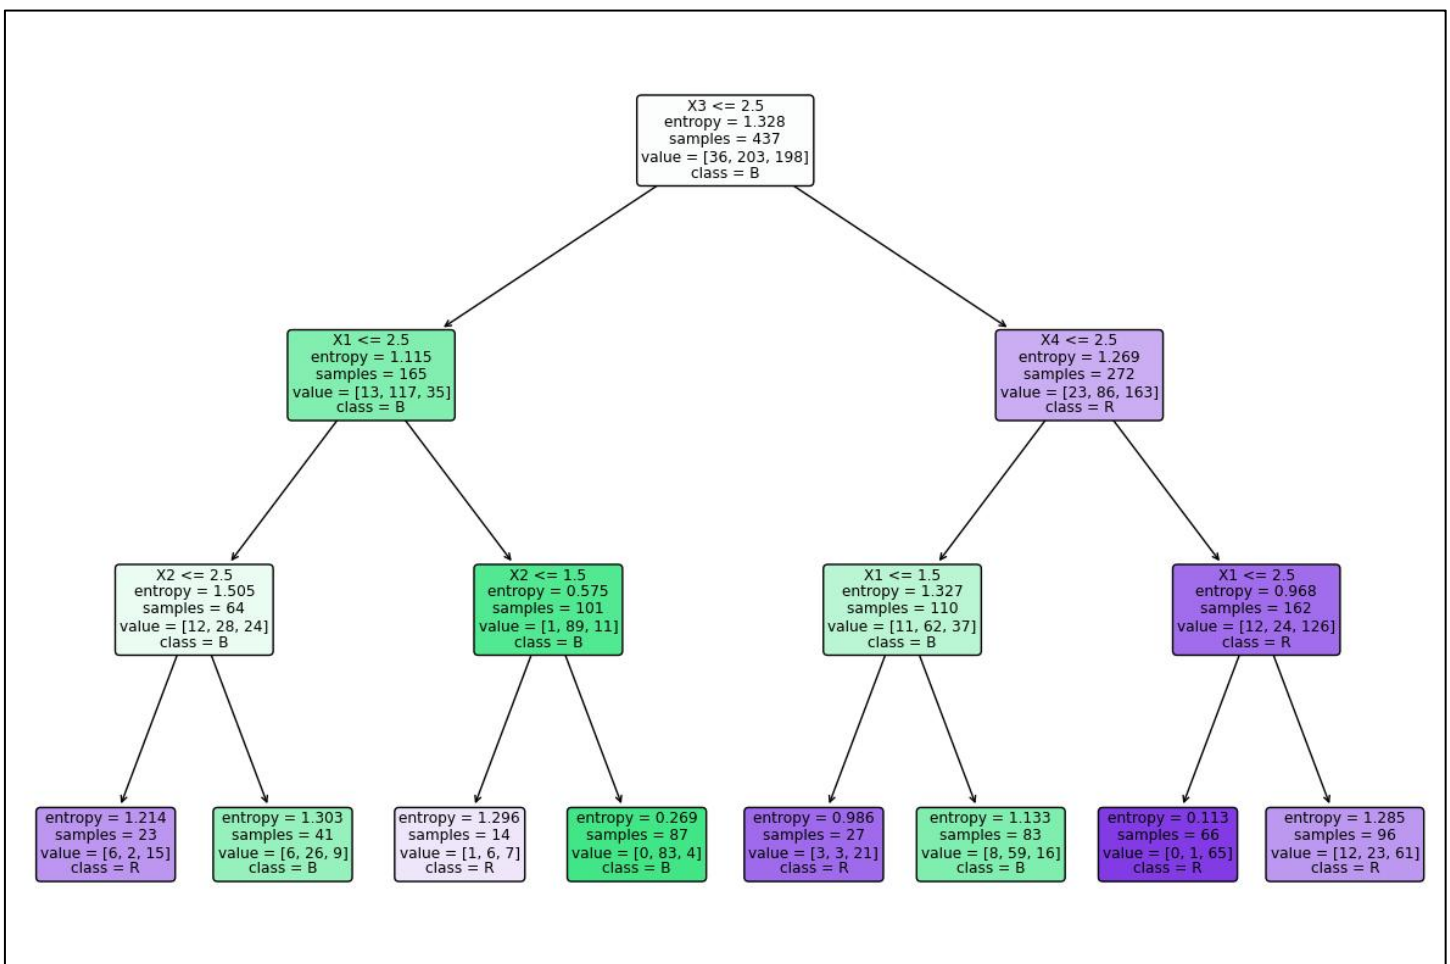 X3 <= 2.5
entropy = 1.328
samples = 437
value = [36, 203, 198]
class = B
X1 <= 2.5
entropy = 1.115
samples = 165
value = [13, 117, 35]
class = B
X4 <= 2.5
entropy = 1.269
samples = 272
value = [23, 86, 163]
class = R
X2 <= 2.5
entropy = 1.505
samples = 64
value = [12, 28, 24]
class = B
X2 <= 1.5
entropy = 0.575
samples = 101
value = [1, 89, 11]
class = B
X1 <= 1.5
entropy = 1.327
samples = 110
value = [11, 62, 37]
class = B
X1 <= 2.5
entropy = 0.968
samples = 162
value = [12, 24, 126]
class = R
entropy = 1.214
samples = 23
value = [6, 2, 15]
class = R
entropy = 1.303
samples = 41
value = [6, 26, 9]
class = B
entropy = 1.296
samples = 14
value = [1, 6, 7]
class = R
entropy = 0.269
samples = 87
value = [0, 83, 4]
class = B
entropy = 0.986
samples = 27
value = [3, 3, 21]
class = R
entropy = 1.133
samples = 83
value = [8, 59, 16]
class = B
entropy = 0.113
samples = 66
value = [0, 1, 65]
class = R
entropy = 1.285
samples = 96
value = [12, 23, 61]
class = R